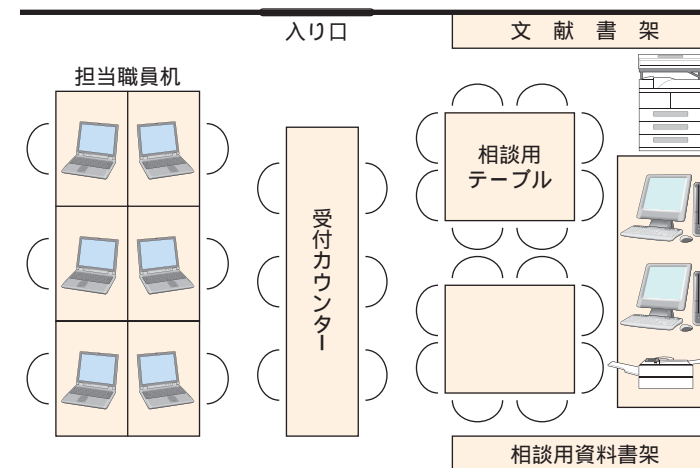 入り口
文献書架
担当職員机
相談用
テーブル
受付カウンター
相談用資料書架